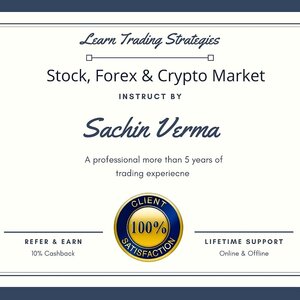 Learn Trading Strategies
Stock, Forex & Crypto Market
INSTRUCT BY
Sachin Verma
A professional more than 5 years of
trading experiecne
CLIENT
100%
SATISFACTION
REFER & EARN
10% Cashback
LIFETIME SUPPORT
Online & Offline